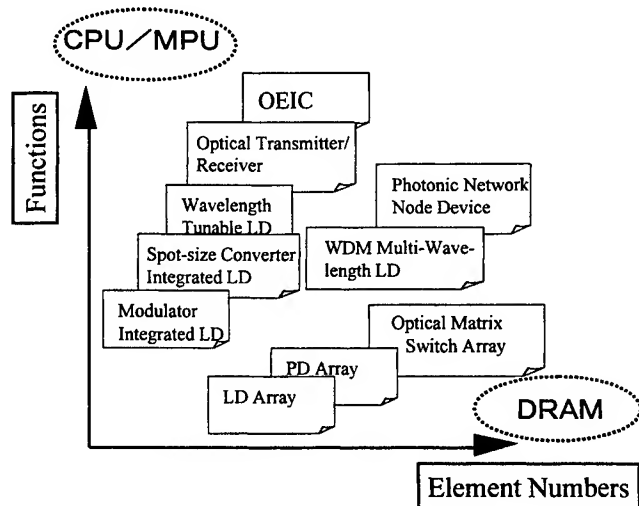 CPU／MPU
Functions
OEIC
Optical Transmitter/
Receiver
Photonic Network
Node Device
Wavelength
Tunable LD
WDM Multi-Wave-
length LD
Spot-size Converter
Integrated LD
Modulator
Integrated LD
Optical Matrix
Switch Array
PD Array
LD Array
DRAM
Element Numbers